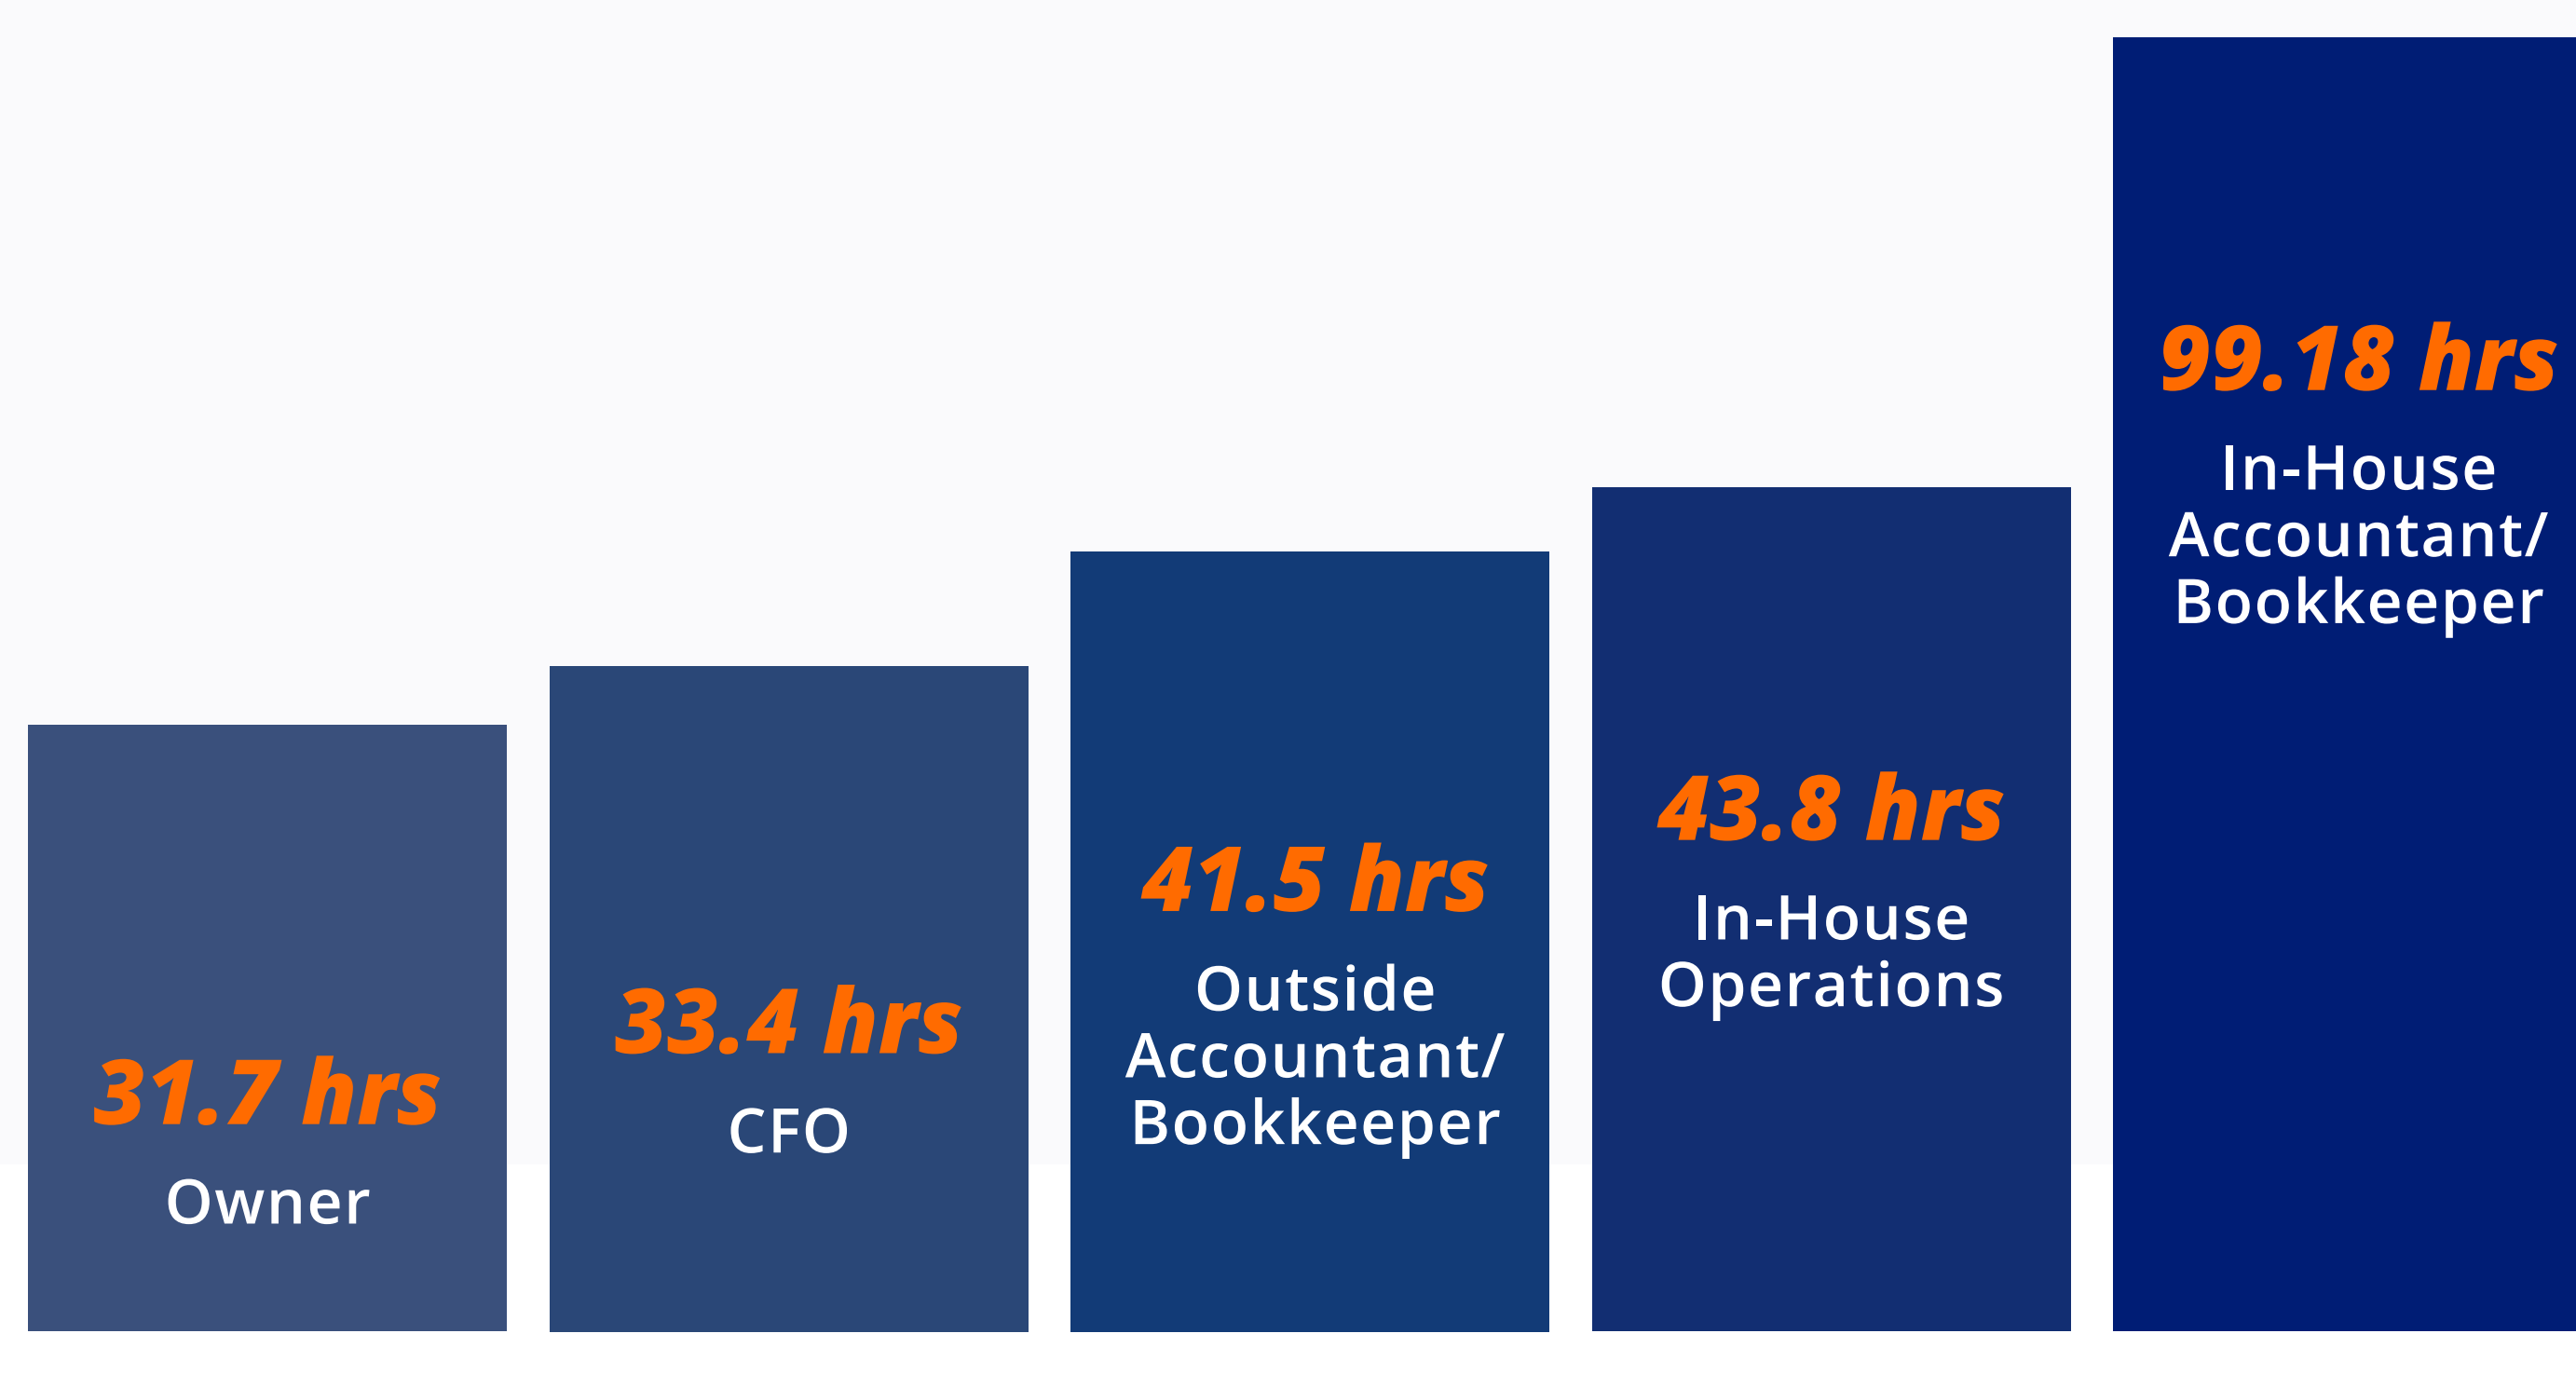 31.7 hrs
Owner
33.4 hrs
CFO
41.5 hrs
Outside
Accountant/
Bookkeeper
43.8 hrs
In-House
Operations
99.18 hrs
In-House
Accountant/
Bookkeeper